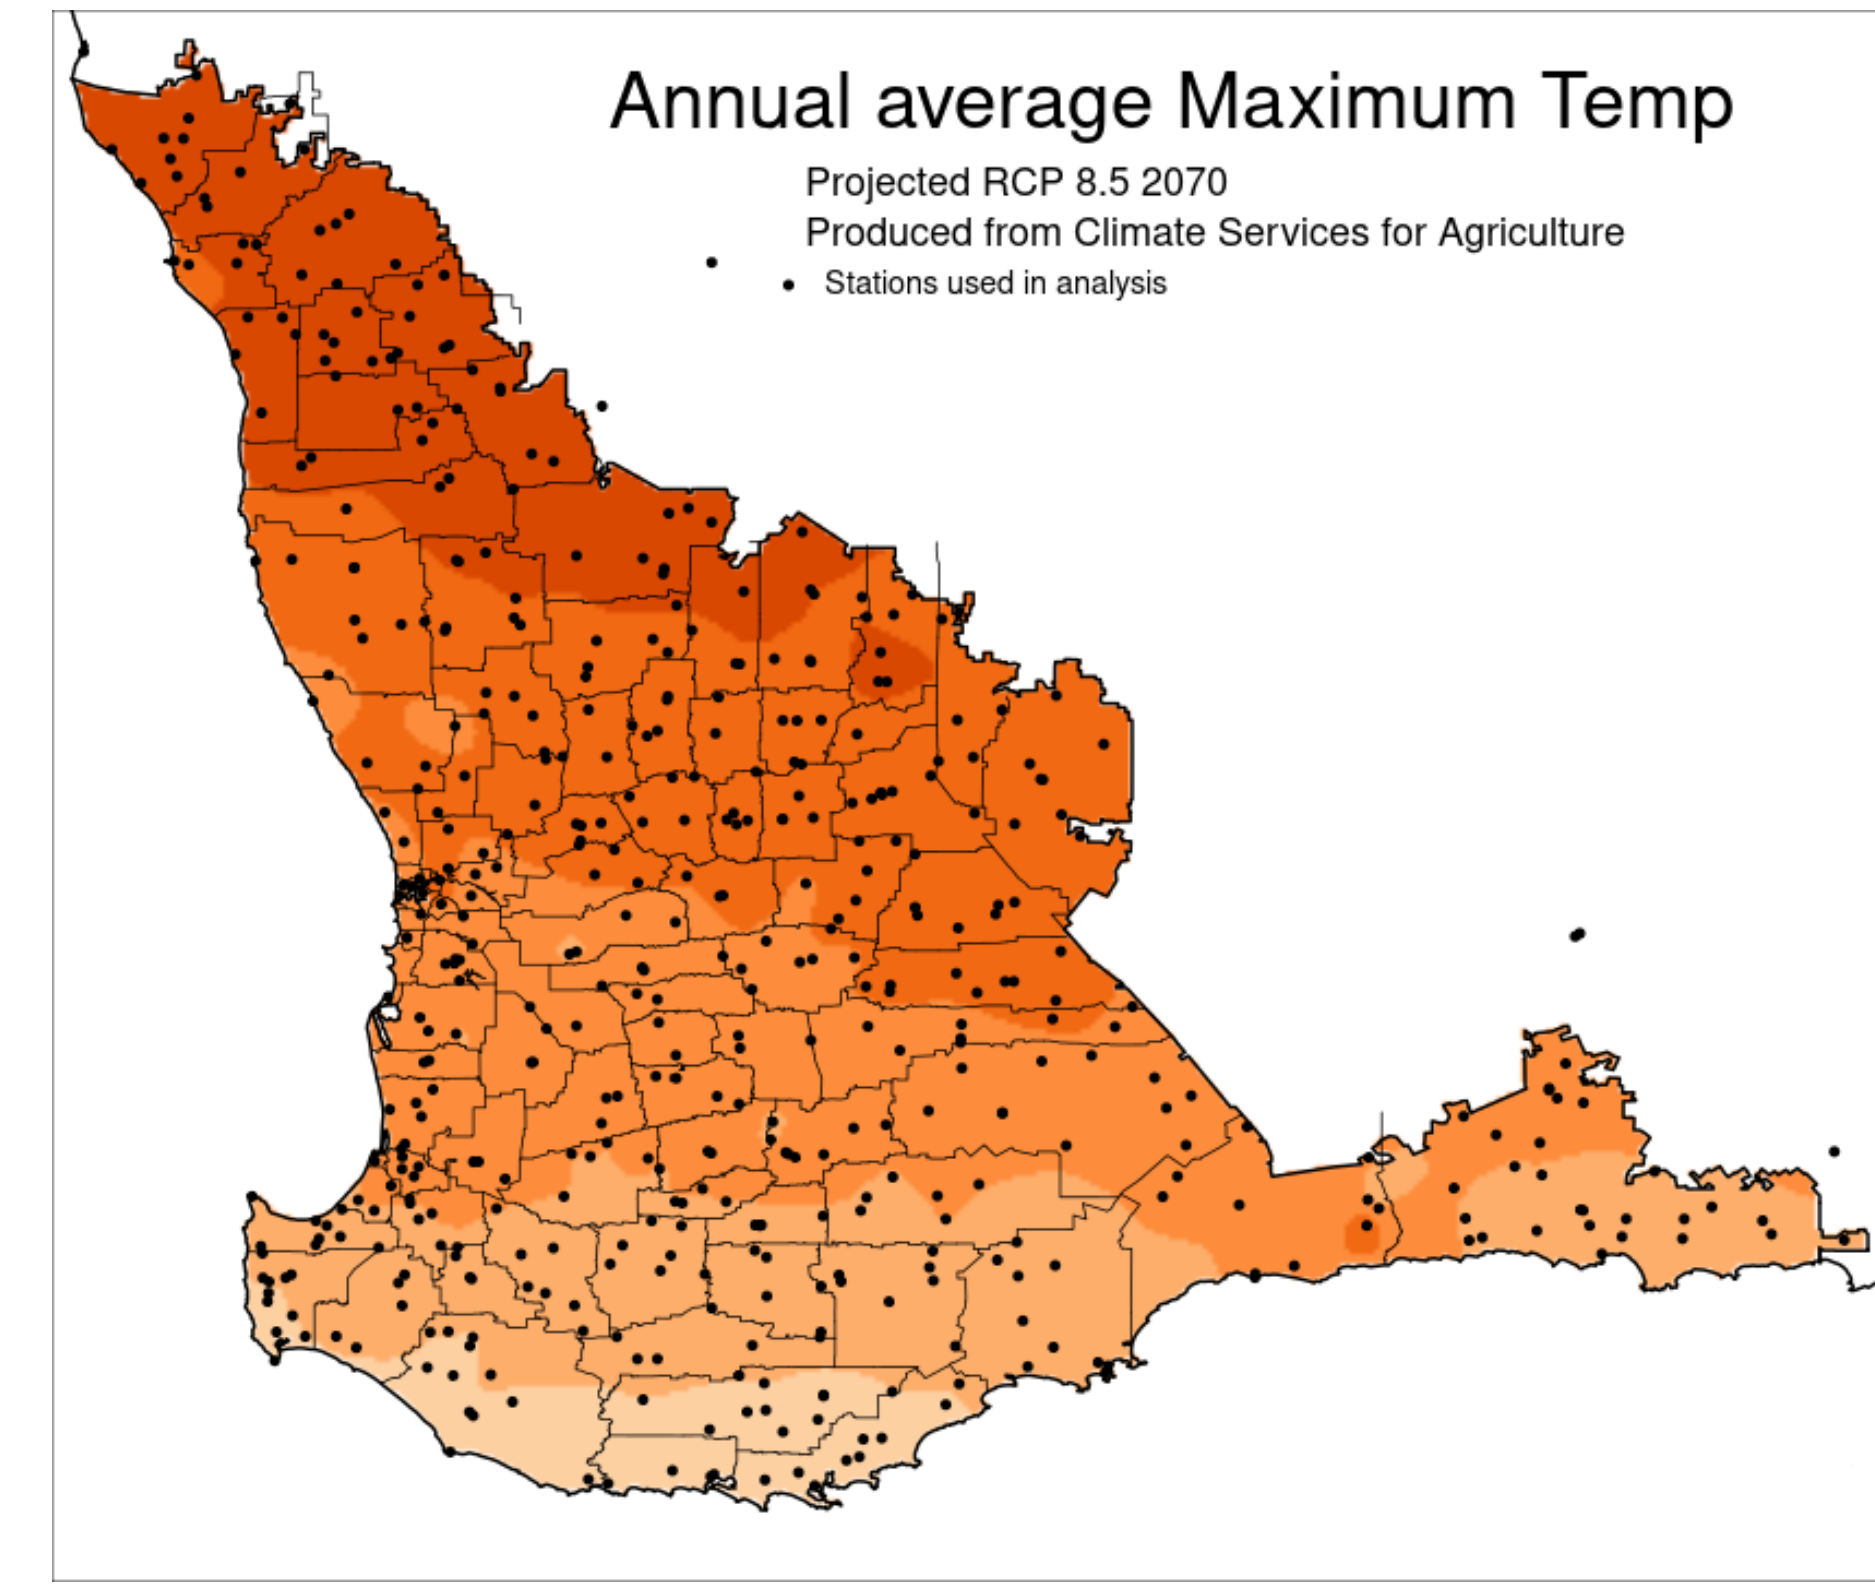 Annual average Maximum Temp
Projected RCP 8.5 2070
Produced from Climate Services for Agriculture
Stations used in analysis